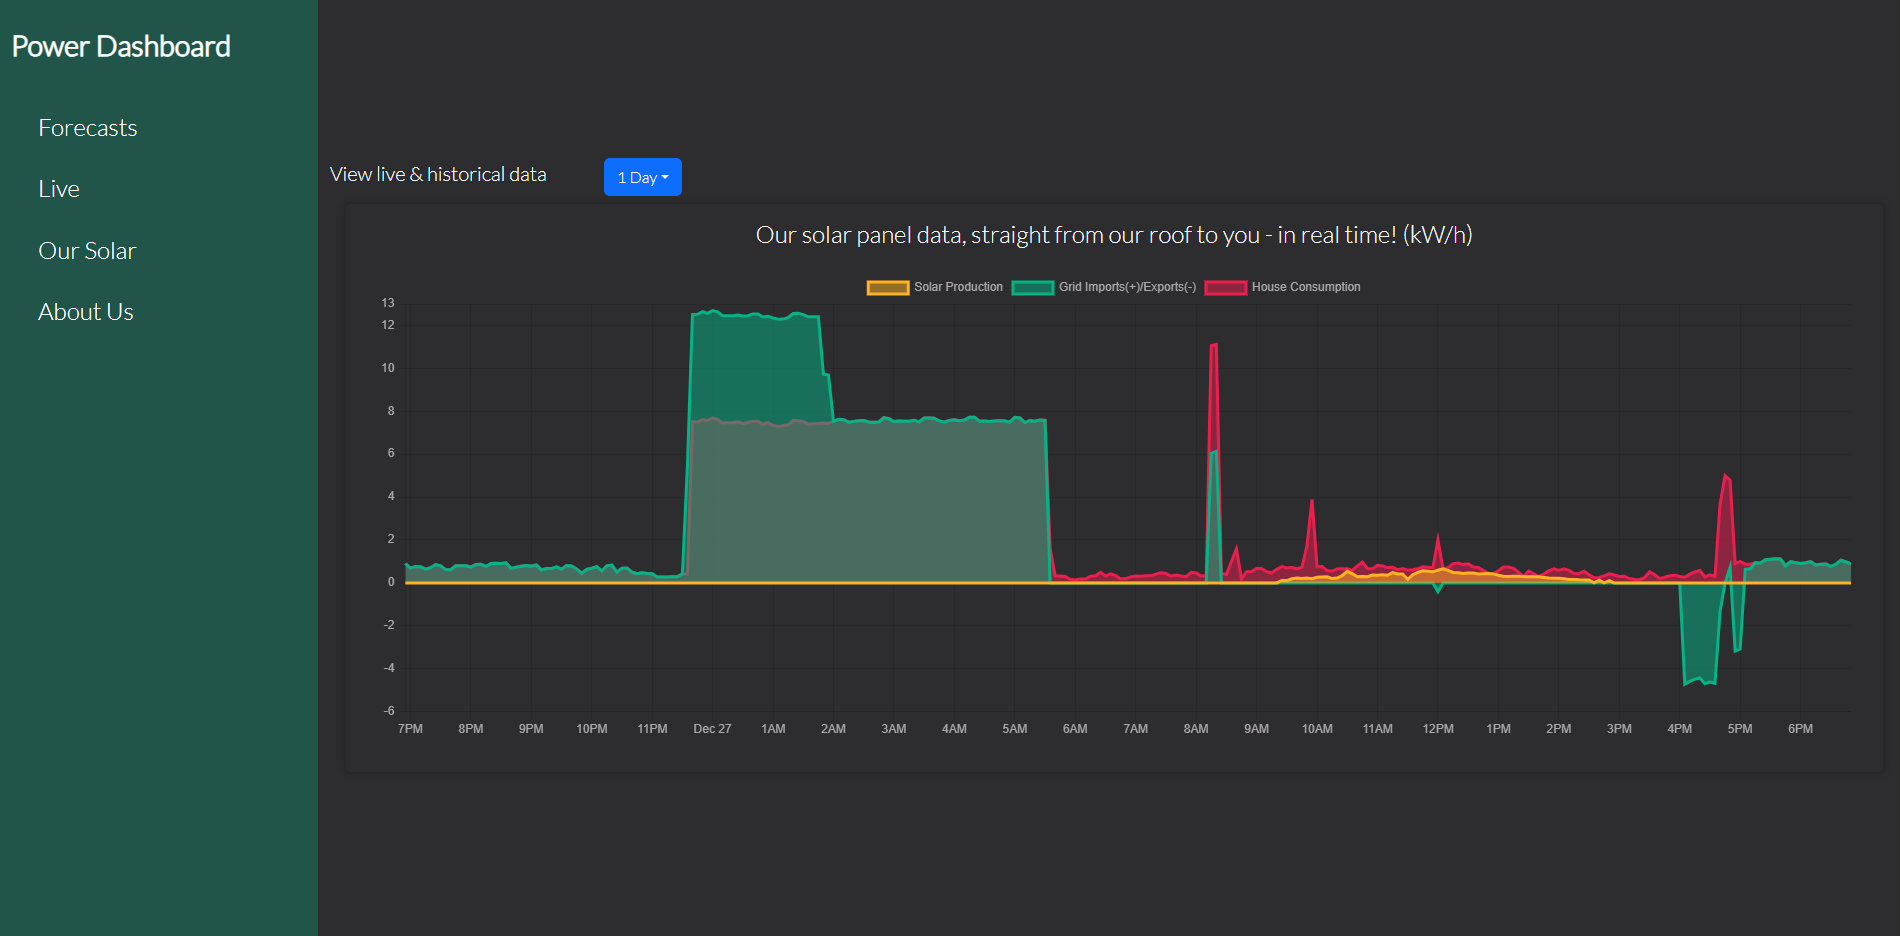 Power Dashboard
Forecasts
Live
Our Solar
About Us
View live & historical data
1 Day
Our solar panel data, straight from our roof to you - in real time! (kW/h)
Solar Production Grid Imports(+)/Exports(-) House Consumption
13
12
10
8
6
4
2
0
-2
-4
-6
7PM 8PM 9PM 10PM 11PM Dec 27 1AM 2AM 3AM 4AM 5AM 6AM 7AM 8AM 9AM 10AM 11AM 12PM 1PM 2PM 3PM 4PM 5PM 6PM